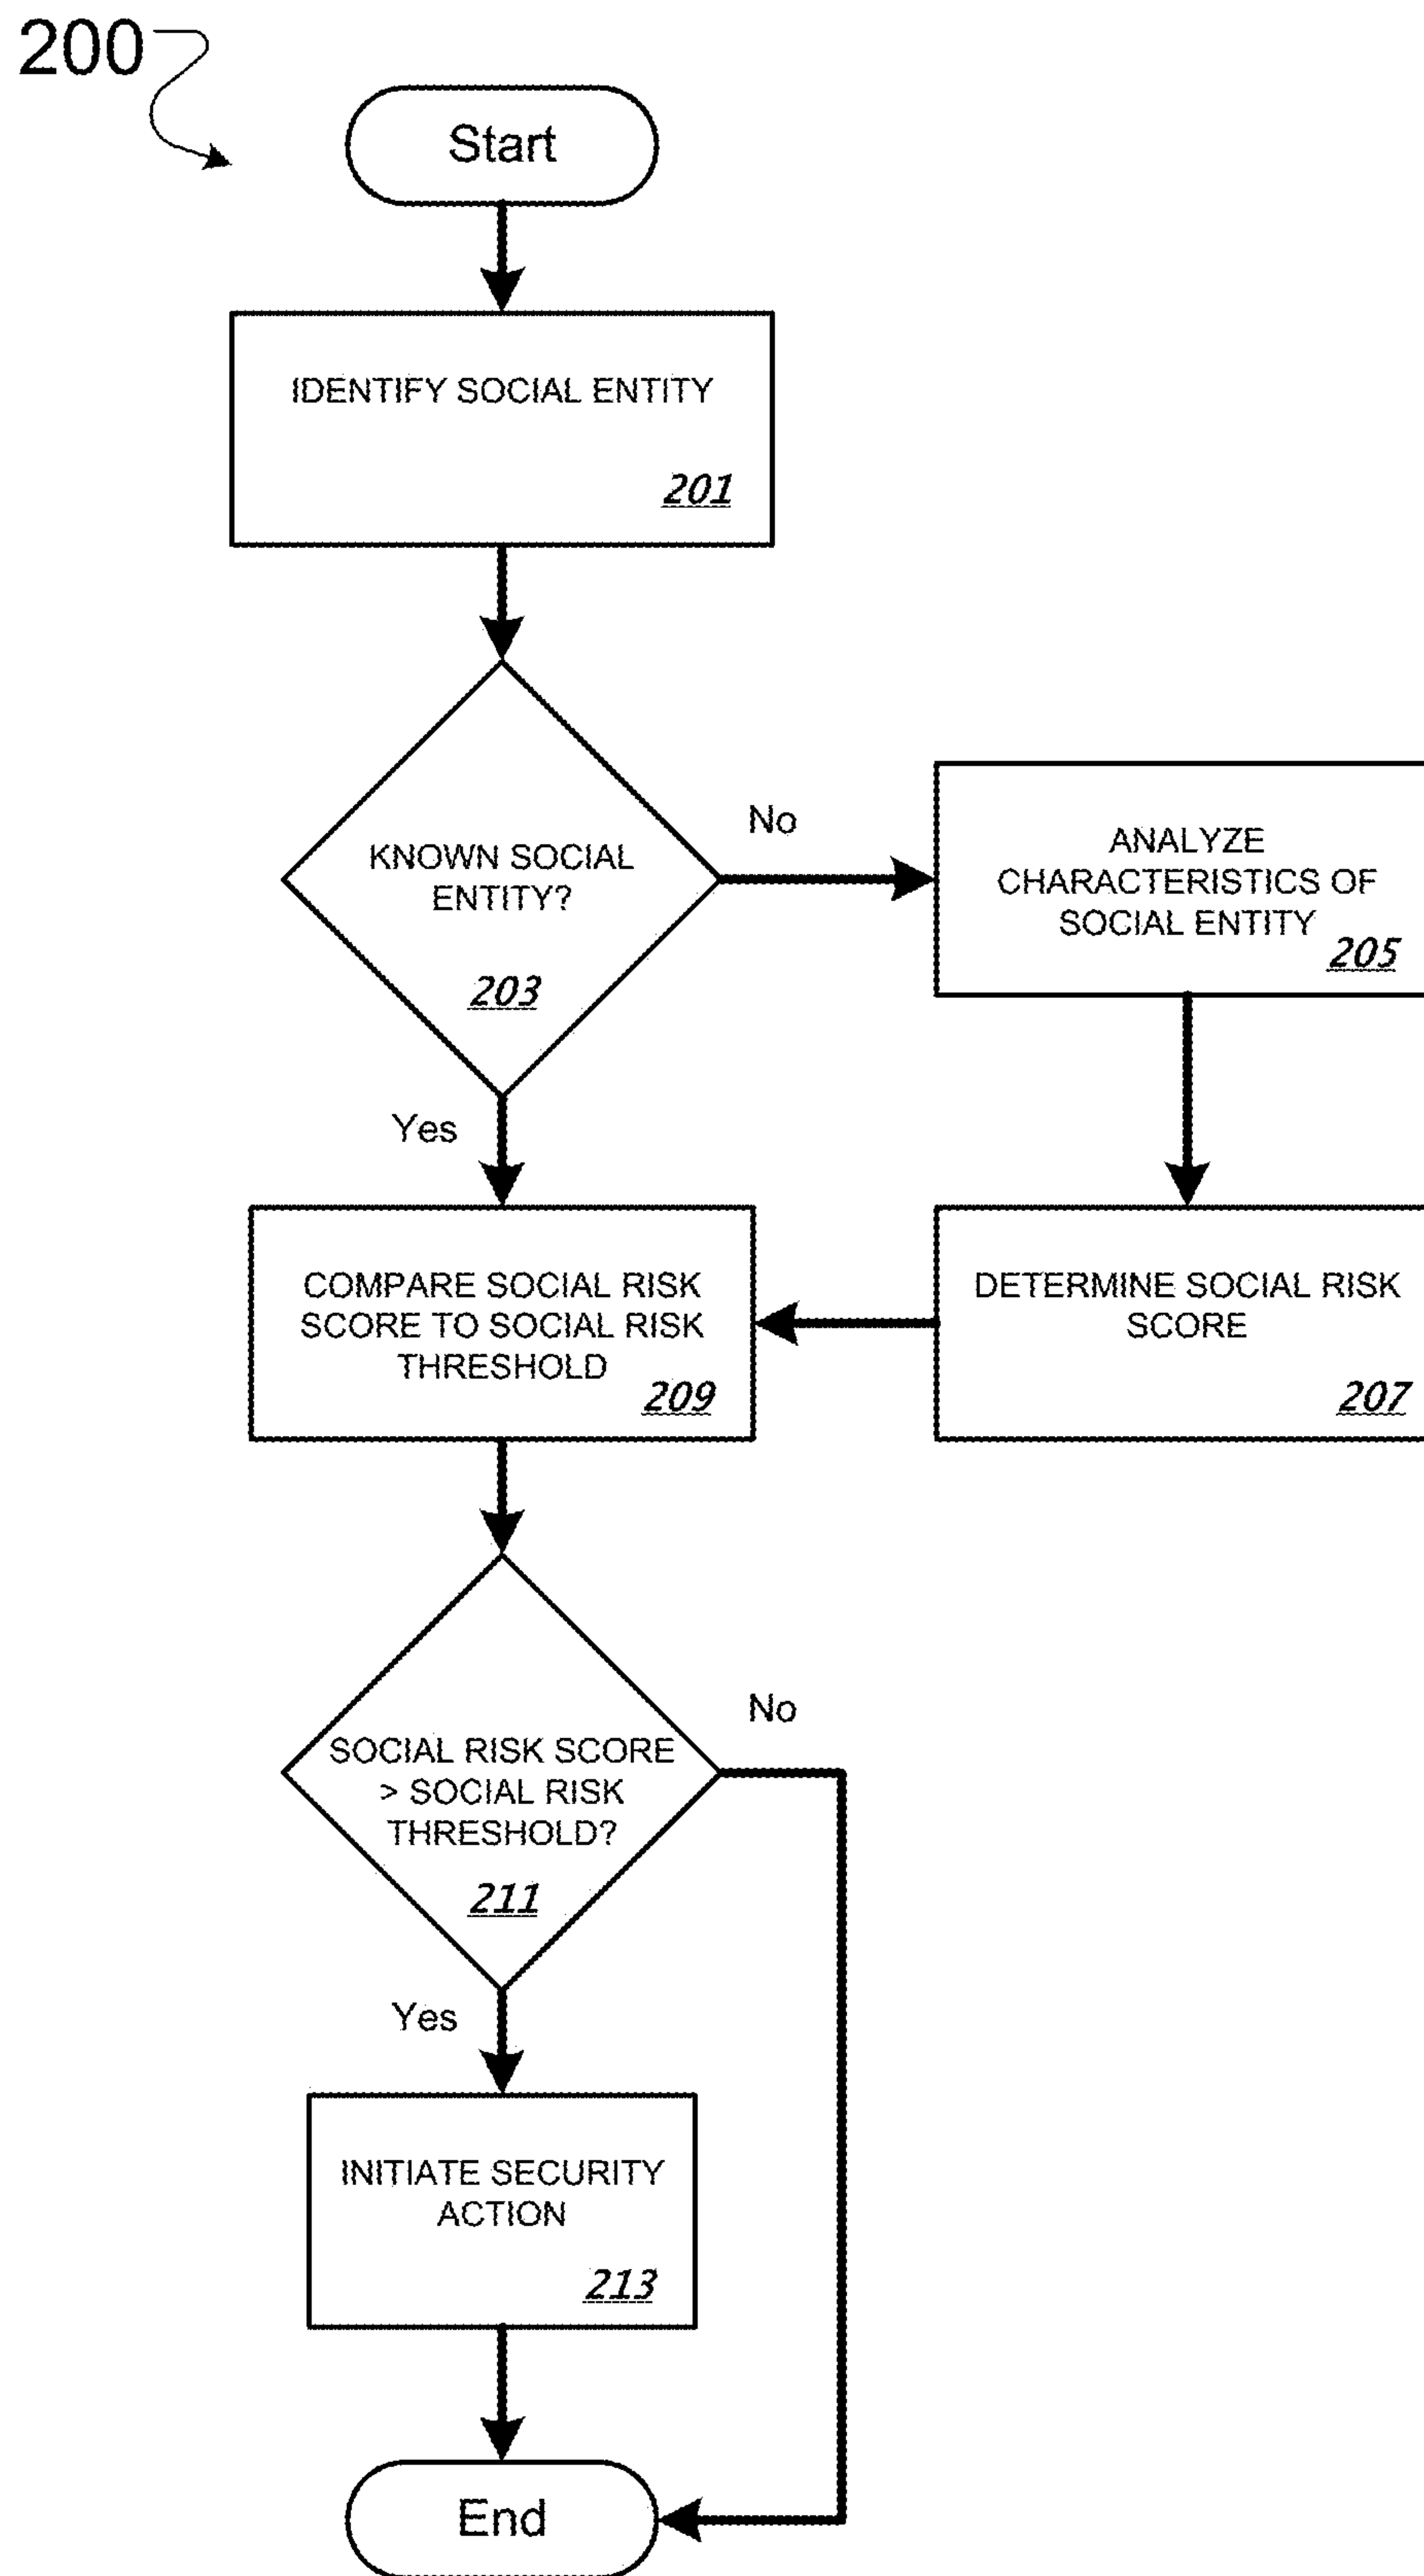 200
Start
IDENTIFY SOCIAL ENTITY
201
KNOWN SOCIAL
ENTITY?
203
No
ANALYZE
CHARACTERISTICS OF
SOCIAL ENTITY
205
Yes
COMPARE SOCIAL RISK
SCORE TO SOCIAL RISK
THRESHOLD
209
DETERMINE SOCIAL RISK
SCORE
207
SOCIAL RISK SCORE
> SOCIAL RISK
THRESHOLD?
211
No
Yes
INITIATE SECURITY
ACTION
213
End